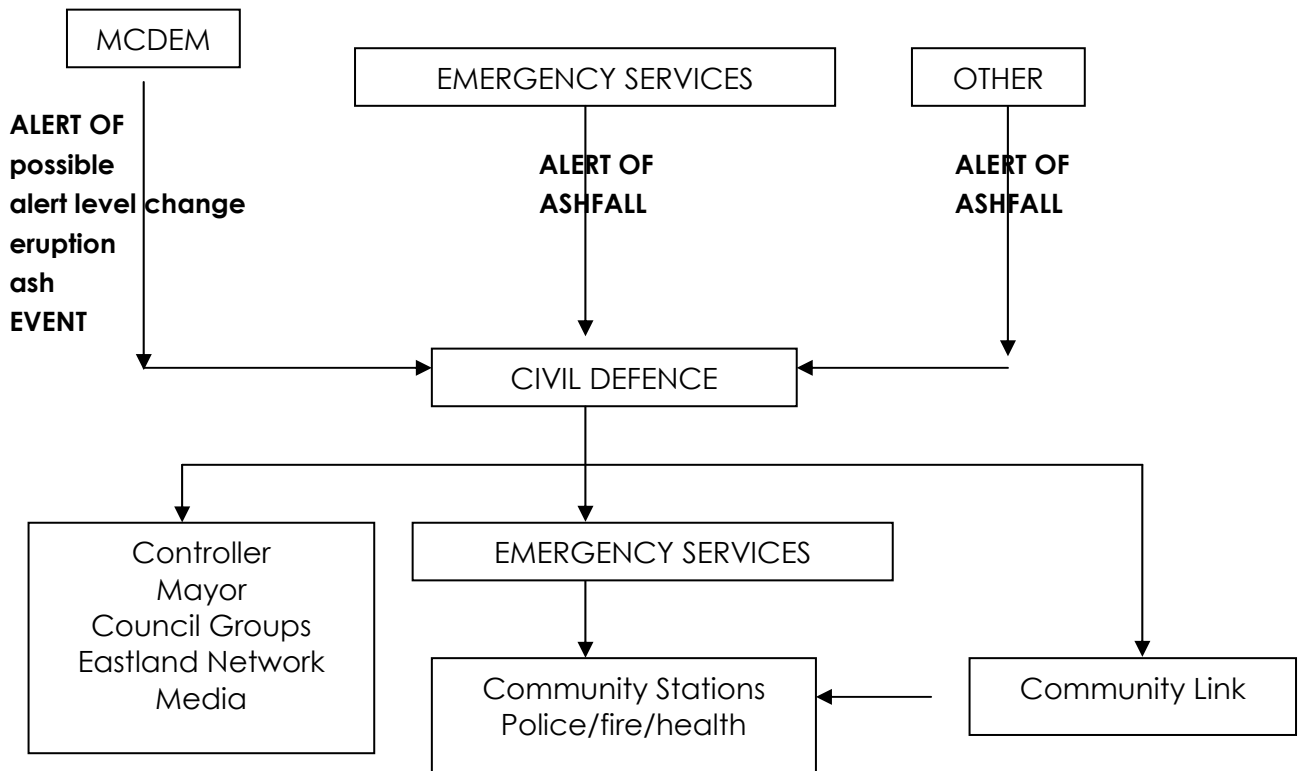 MCDEM
EMERGENCY SERVICES
OTHER
ALERT OF
possible
alert level change
eruption
ash
EVENT
ALERT OF
ASHFALL
ALERT OF
ASHFALL
CIVIL DEFENCE
Controller
Mayor
Council Groups
Eastland Network
Media
EMERGENCY SERVICES
Community Stations
Police/fire/health
Community Link